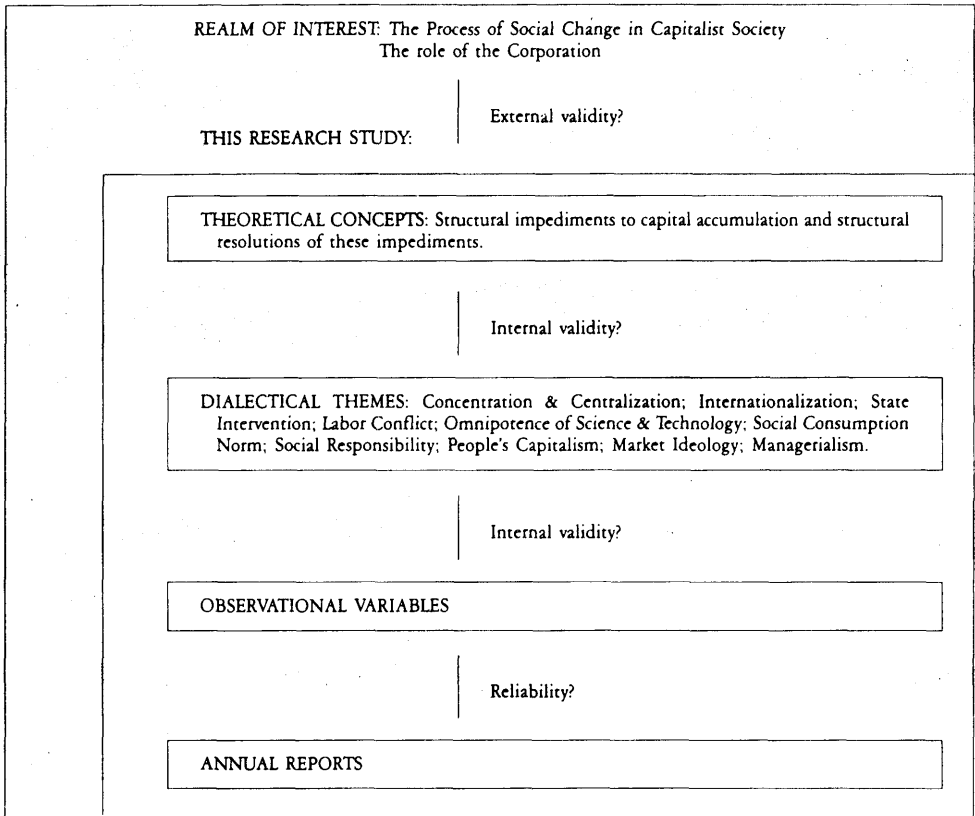 REALM OF INTEREST: The Process of Social Change in Capitalist Society
The role of the Corporation
External validity?
THIS RESEARCH STUDY:
THEORETICAL CONCEPTS: Structural impediments to capital accumulation and structural
resolutions of these impediments.
Internal validity?
DIALECTICAL THEMES: Concentration & Centralization; Internationalization; State
Intervention; Labor Conflict; Omnipotence of Science & Technology; Social Consumption
Norm; Social Responsibility; People's Capitalism; Market Ideology; Managerialism.
Internal validity?
OBSERVATIONAL VARIABLES
Reliability?
ANNUAL REPORTS